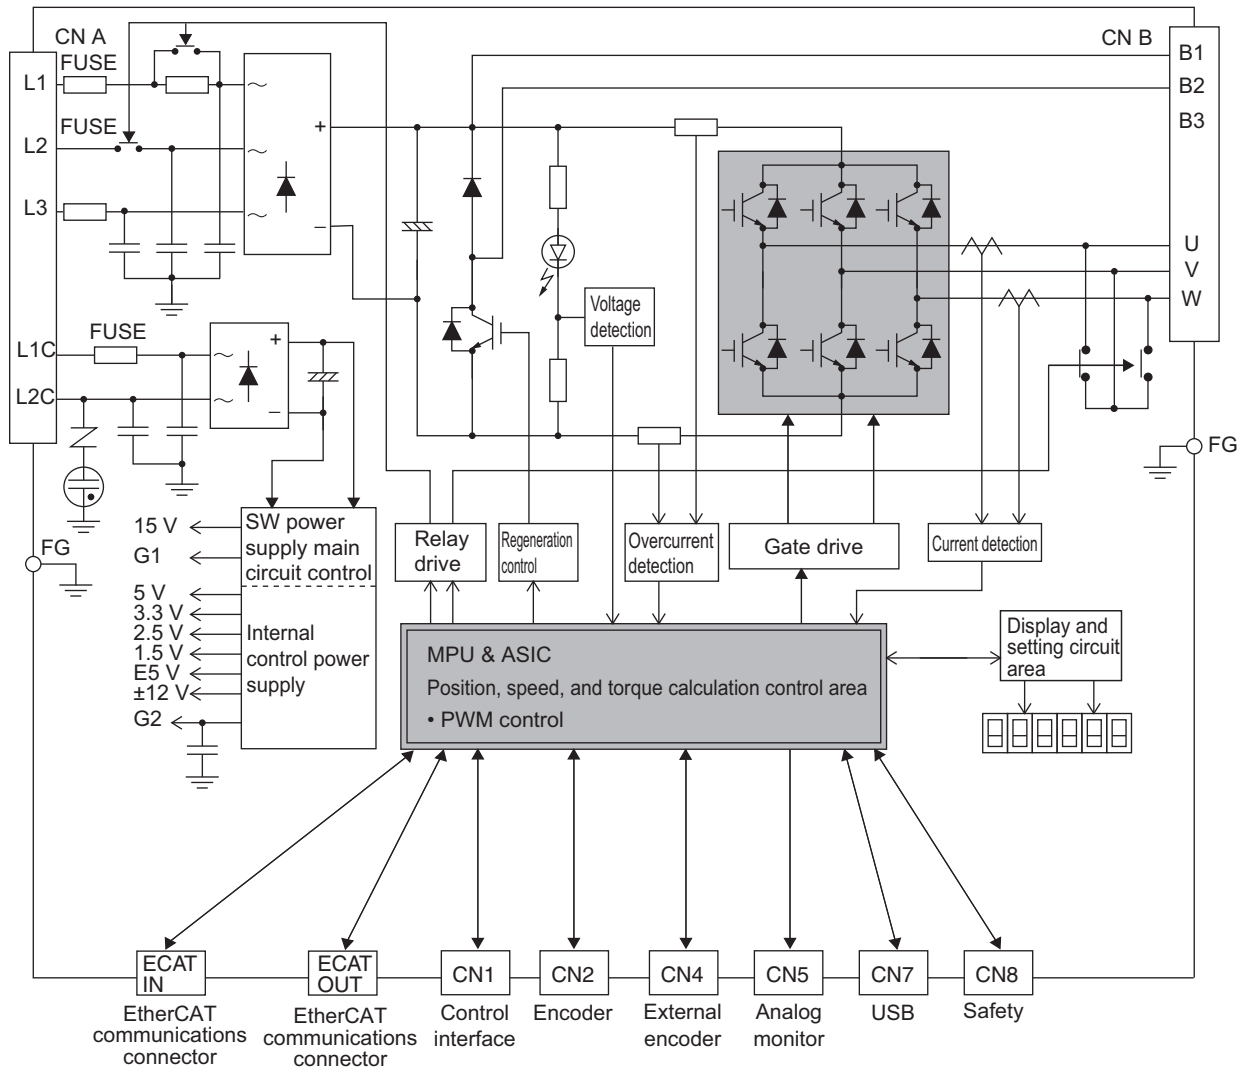 CN A
FUSE
L1
FUSE
L2
L3
FUSE
L1C
L2C
+
–
+
–
CN B
B1
B2
B3
U
V
W
FG
FG
Voltage
detection
15 V
G1
5 V
3.3 V
2.5 V
1.5 V
E5 V
±12 V
G2
SW power
supply main
circuit control
Internal
control power
supply
Relay
drive
Regeneration
control
Overcurrent
detection
Gate drive
Current detection
MPU & ASIC
Position, speed, and torque calculation control area
• PWM control
Display and
setting circuit
area
ECAT
IN
EtherCAT
communications
connector
ECAT
OUT
EtherCAT
communications
connector
CN1
Control
interface
CN2
Encoder
CN4
External
encoder
CN5
Analog
monitor
CN7
USB
CN8
Safety